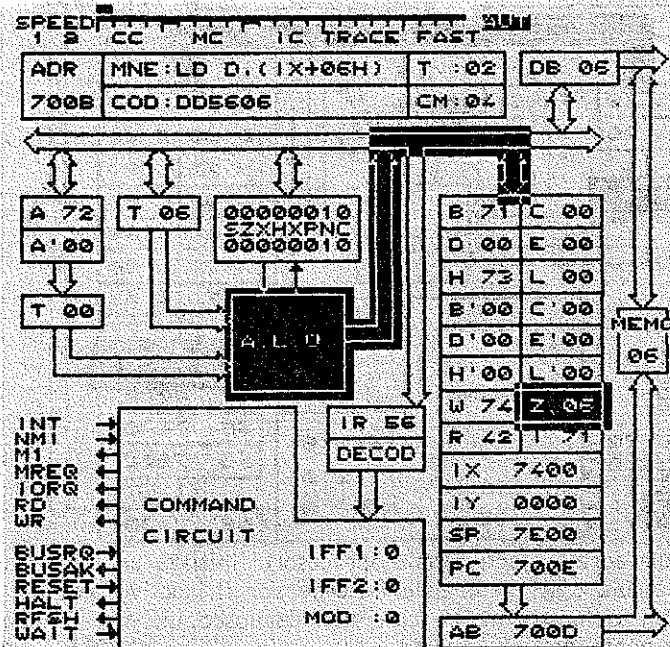 SPEED
1 9 CC MC IC TRACE FAST AUT
ADR MNE:LD D,(IX+06H) T :02 DB 06
700B COD:DD5606 CM:04
A 72 T 06 00000010 B 71 C 00
SZXHXPNC
A'00 00000010 D 00 E 00
H 73 L 00
T 00 B'00 C'00
MEMO
ALU D'00 E'00
06
H'00 L'00
W 74 Z 06
INT IR 56 R 42 I 71
NMI
M1 DECOD
MREQ IX 7400
IORQ
RD COMMAND IY 0000
WR
CIRCUIT SP 7E00
BUSRQ IFF1:0
BUSAK PC 700E
RESET IFF2:0
HALT
RFSH MOD :0
WAIT AB 700D